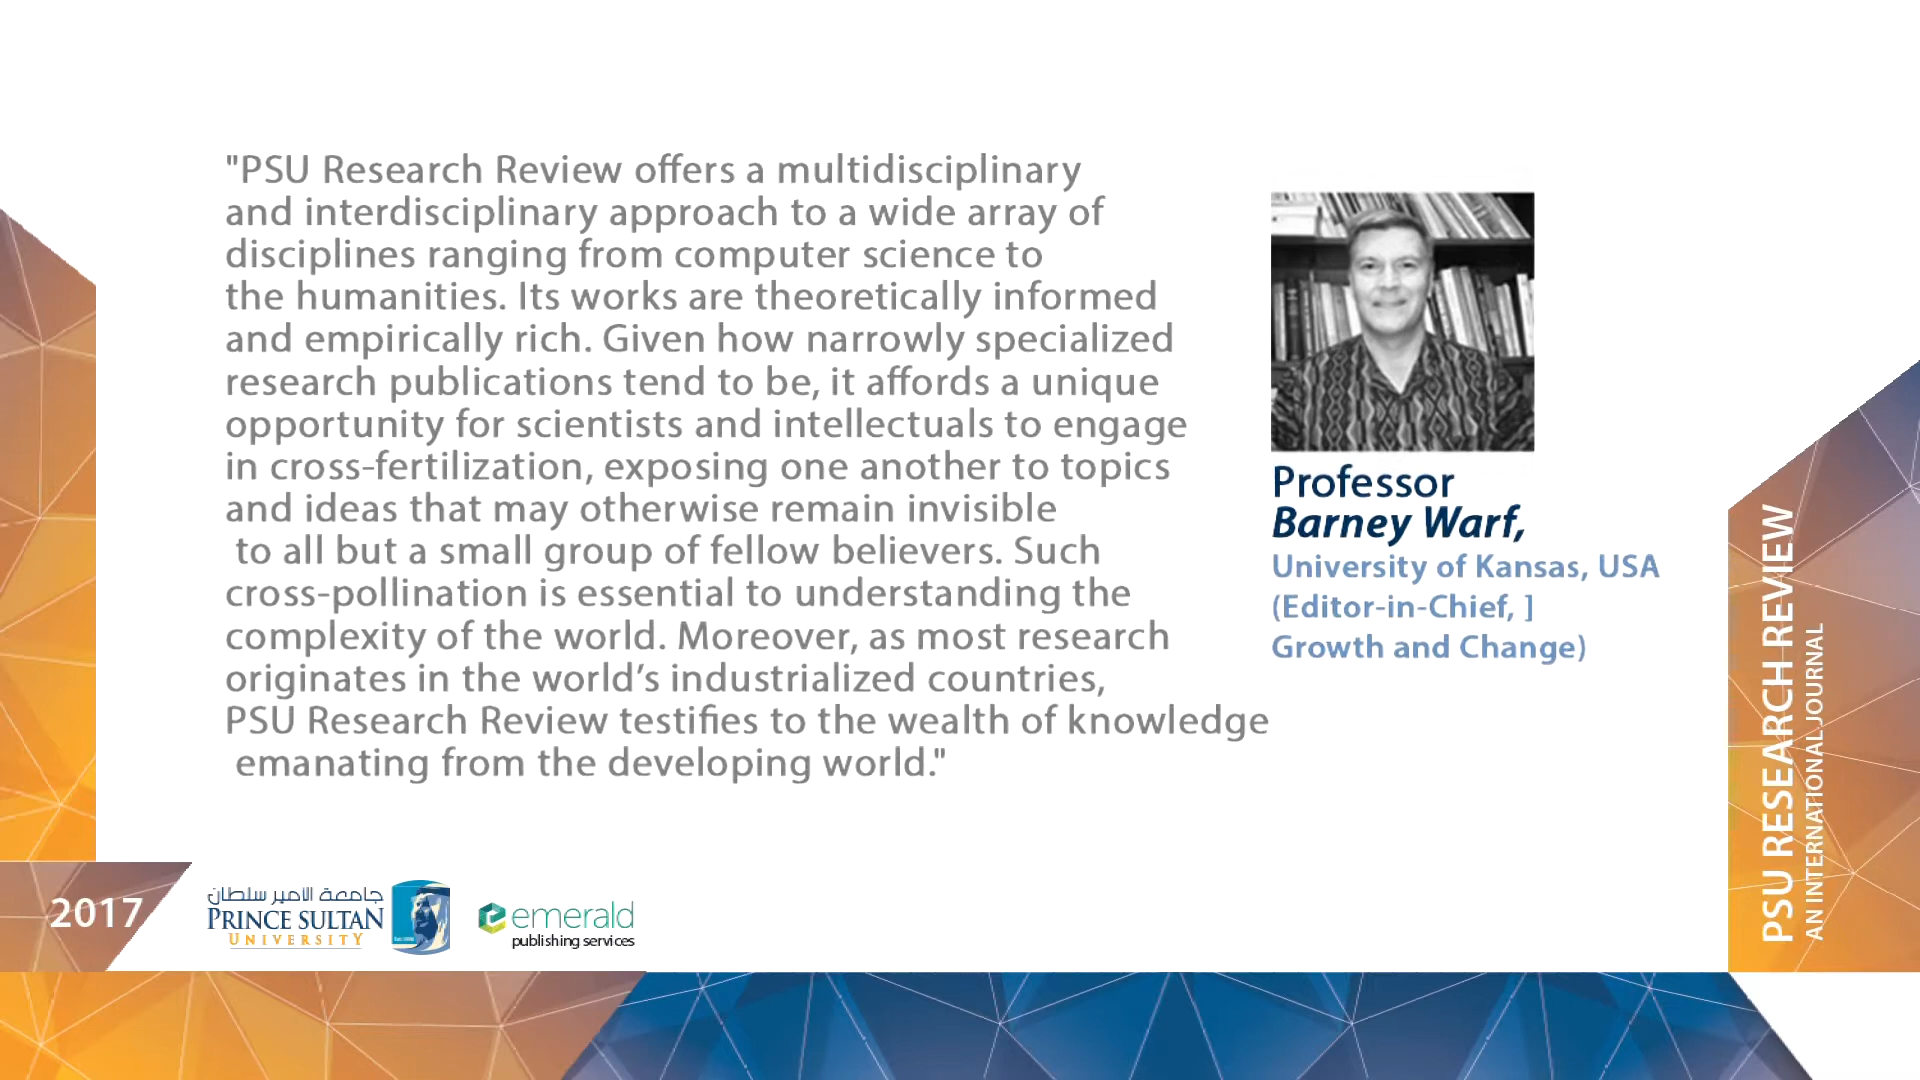 "PSU Research Review offers a multidisciplinary
and interdisciplinary approach to a wide array of
disciplines ranging from computer science to
the humanities. Its works are theoretically informed
and empirically rich. Given how narrowly specialized
research publications tend to be, it affords a unique
opportunity for scientists and intellectuals to engage
in cross-fertilization, exposing one another to topics
and ideas that may otherwise remain invisible
to all but a small group of fellow believers. Such
cross-pollination is essential to understanding the
complexity of the world. Moreover, as most research
originates in the world’s industrialized countries,
PSU Research Review testifies to the wealth of knowledge
emanating from the developing world."
Professor
Barney Warf,
University of Kansas, USA
(Editor-in-Chief, ]
Growth and Change)
PSU RESEARCH REVIEW
AN INTERNATIONAL JOURNAL
2017
جامعة الامير سلطان
PRINCE SULTAN
UNIVERSITY
emerald
publishing services